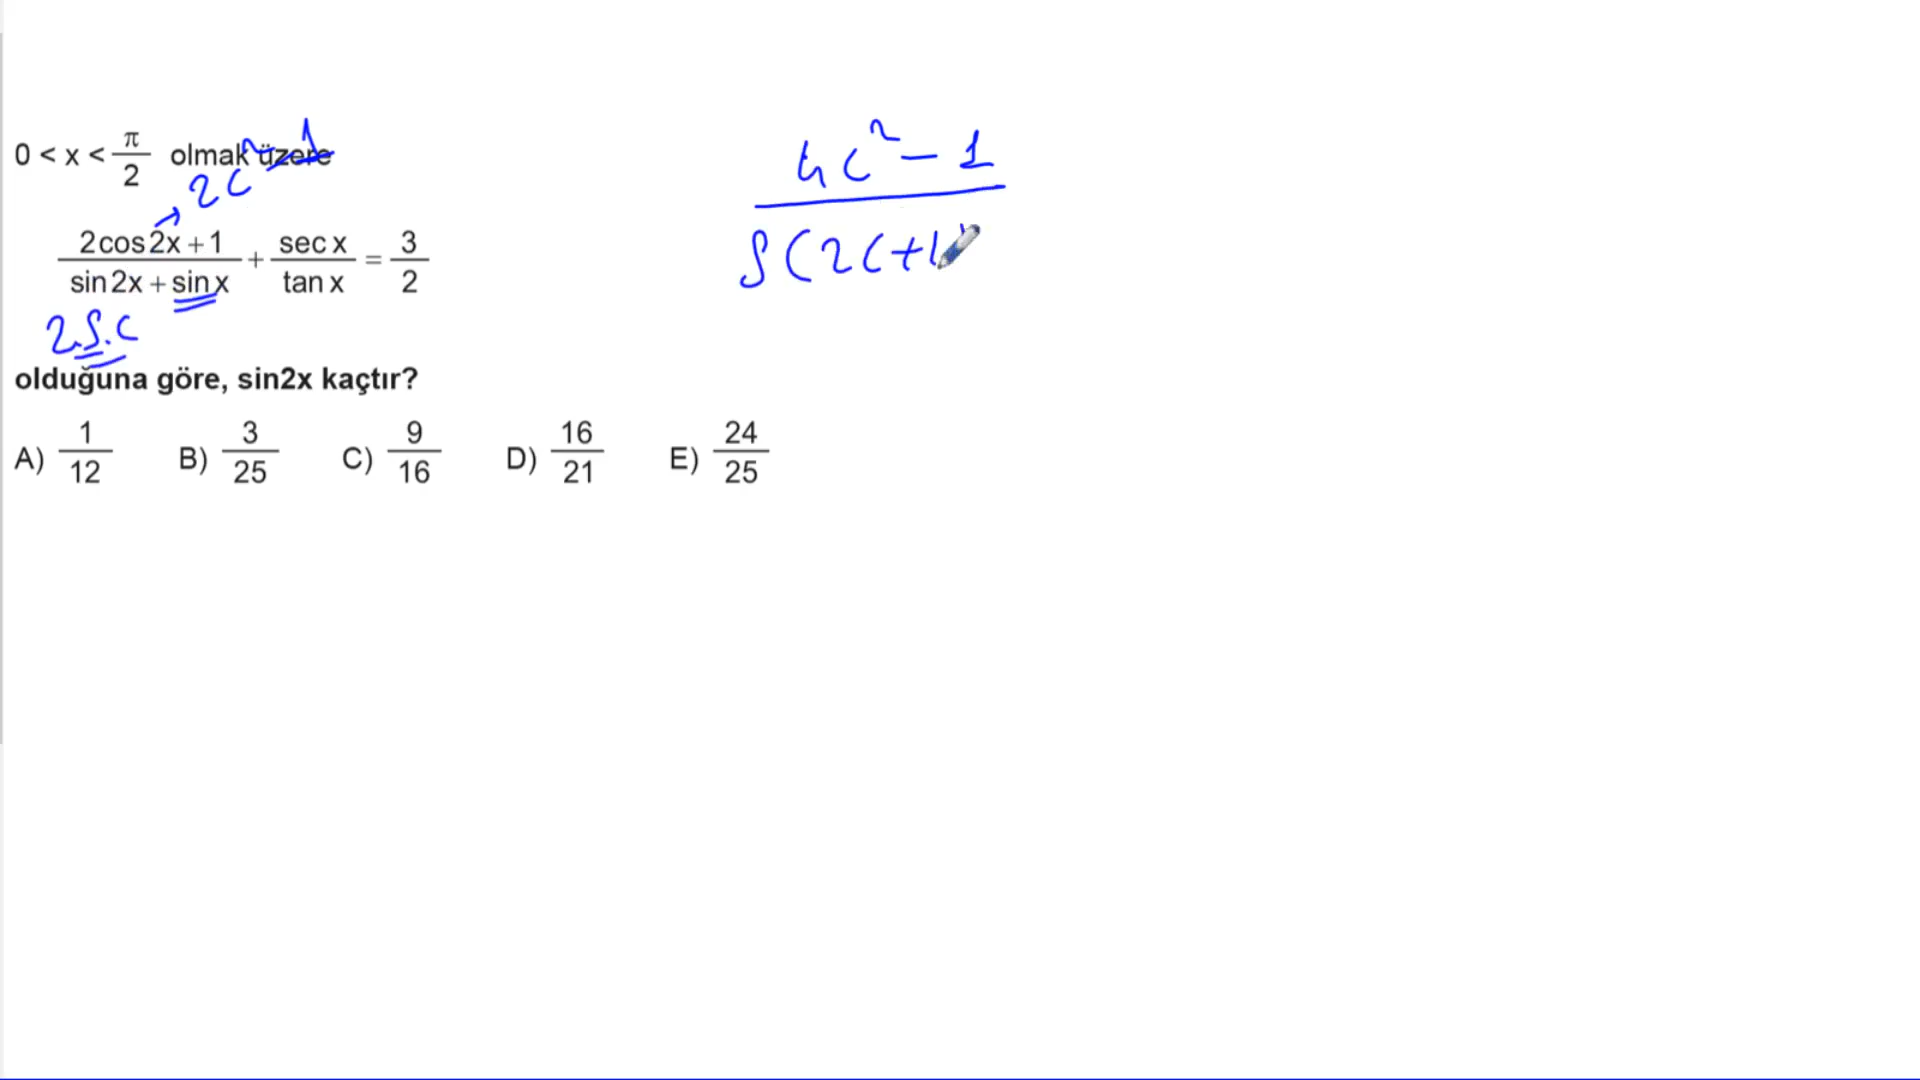 0 < x < π/2 olmak üzere
2c² - 1
(2cos2x + 1)/(sin2x + sinx) + (secx)/(tanx) = 3/2
2.S.C
olduğuna göre, sin2x kaçtır?
A) 1/12 B) 3/25 C) 9/16 D) 16/21 E) 24/25
4c² - 1
S(2c+1)